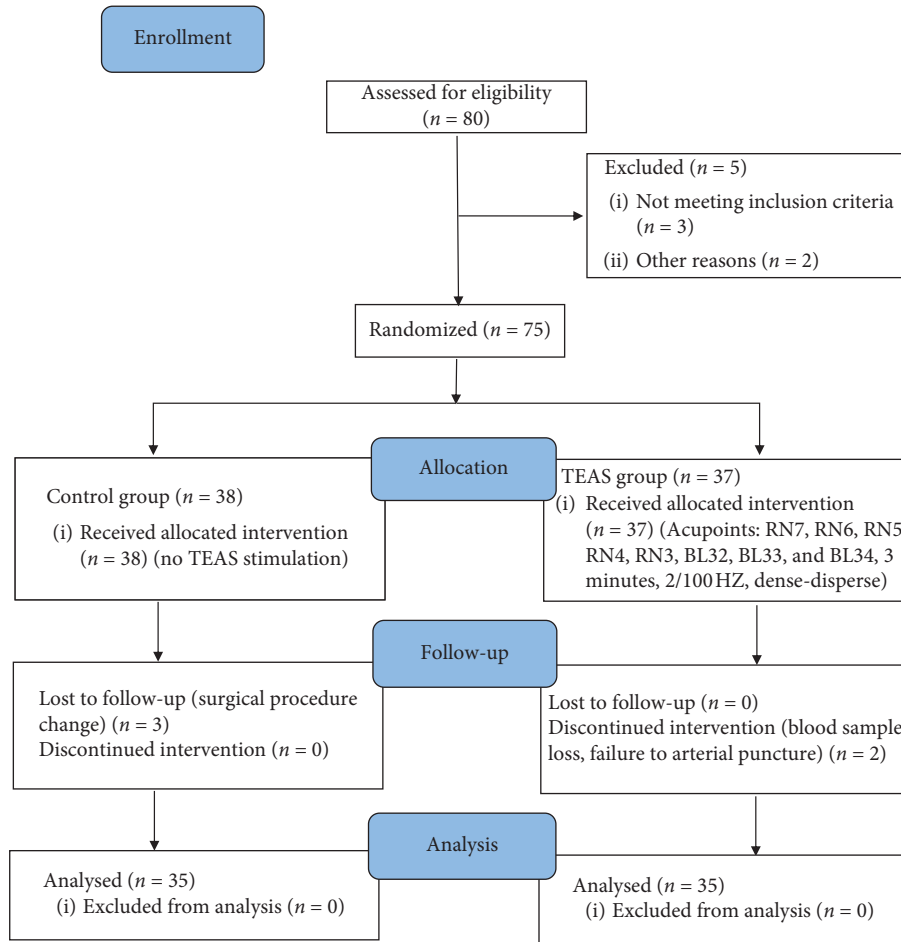 Enrollment
Assessed for eligibility
(n = 80)
Excluded (n = 5)
(i) Not meeting inclusion criteria
(n = 3)
(ii) Other reasons (n = 2)
Randomized (n = 75)
Allocation
Control group (n = 38)
(i) Received allocated intervention
(n = 38) (no TEAS stimulation)
TEAS group (n = 37)
(i) Received allocated intervention
(n = 37) (Acupoints: RN7, RN6, RN5
RN4, RN3, BL32, BL33, and BL34, 3
minutes, 2/100 HZ, dense-disperse)
Follow-up
Lost to follow-up (surgical procedure
change) (n = 3)
Discontinued intervention (n = 0)
Lost to follow-up (n = 0)
Discontinued intervention (blood sample
loss, failure to arterial puncture) (n = 2)
Analysis
Analysed (n = 35)
(i) Excluded from analysis (n = 0)
Analysed (n = 35)
(i) Excluded from analysis (n = 0)